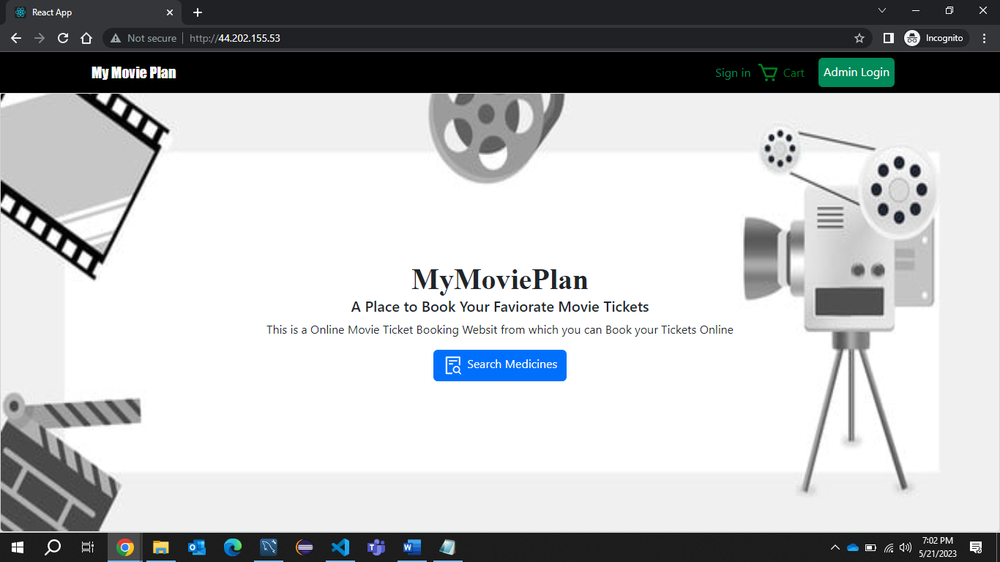 React App
Not secure
http://44.202.155.53
Incognito
My Movie Plan
Sign in
Cart
Admin Login
MyMoviePlan
A Place to Book Your Faviorate Movie Tickets
This is a Online Movie Ticket Booking Websit from which you can Book your Tickets Online
Search Medicines
7:02 PM
5/21/2023